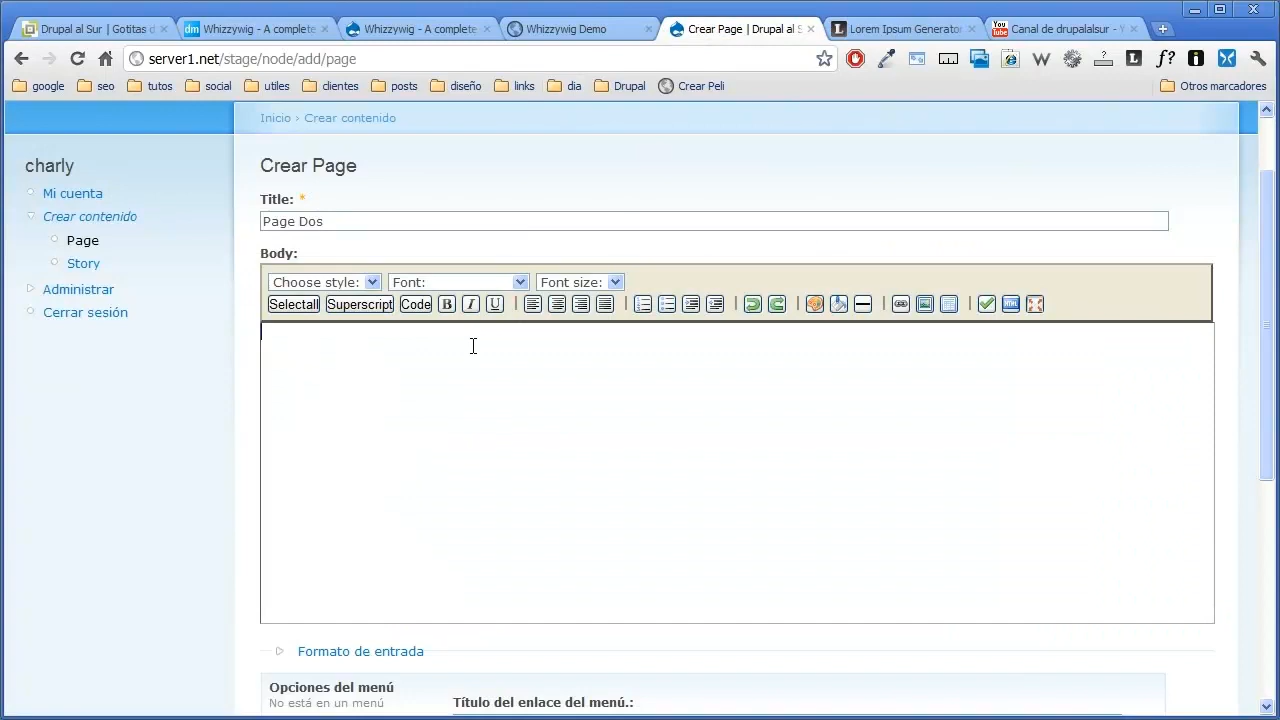 Drupal al Sur | Gotitas d
Whizzywig - A complete
Whizzywig - A complete
Whizzywig Demo
Crear Page | Drupal al S
Lorem Ipsum Generator
Canal de drupalalsur - Y
server1.net/stage/node/add/page
google seo tutos social utiles clientes posts diseño links dia Drupal Crear Peli Otros marcadores
Inicio › Crear contenido
charly
Mi cuenta
Crear contenido
Page
Story
Administrar
Cerrar sesión
Crear Page
Title: *
Page Dos
Body:
Choose style: Font: Font size:
Selectall Superscript Code B I U
Formato de entrada
Opciones del menú
No está en un menú
Título del enlace del menú.: